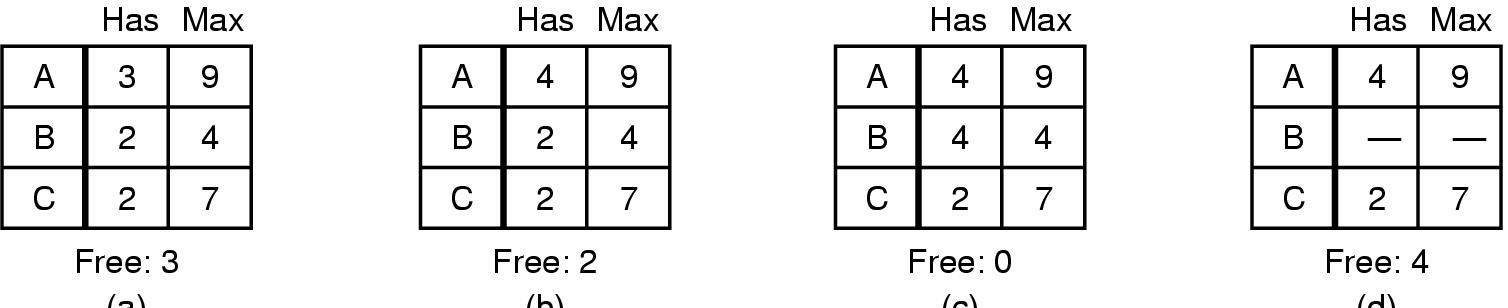 Has Max Has Max Has Max Has Max
A 3 9 A 4 9 A 4 9 A 4 9
B 2 4 B 2 4 B 4 4 B — —
C 2 7 C 2 7 C 2 7 C 2 7
Free: 3 Free: 2 Free: 0 Free: 4
(a) (b) (c) (d)